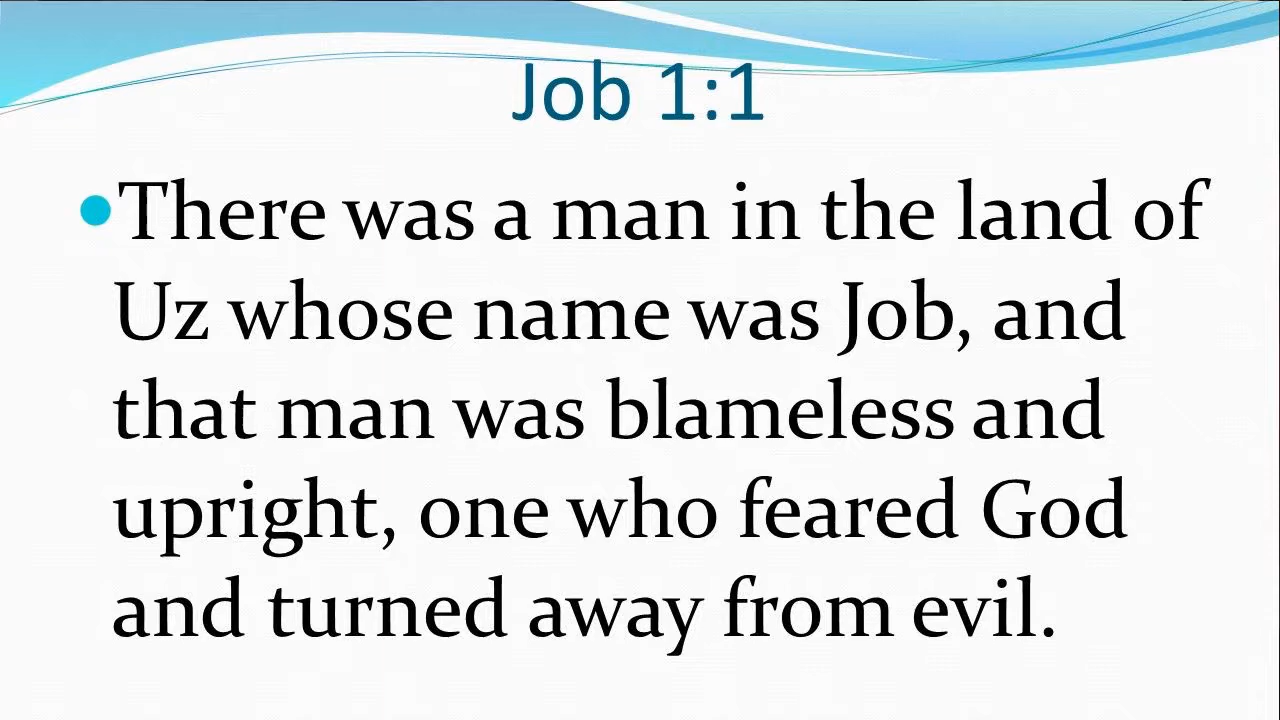 Job 1:1
•There was a man in the land of
Uz whose name was Job, and
that man was blameless and
upright, one who feared God
and turned away from evil.